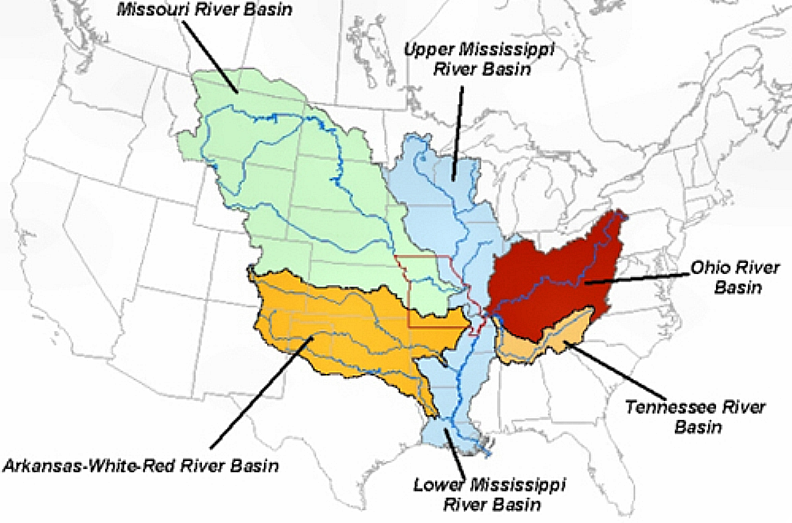 Missouri River Basin
Upper Mississippi
River Basin
Ohio River
Basin
Tennessee River
Basin
Arkansas-White-Red River Basin
Lower Mississippi
River Basin